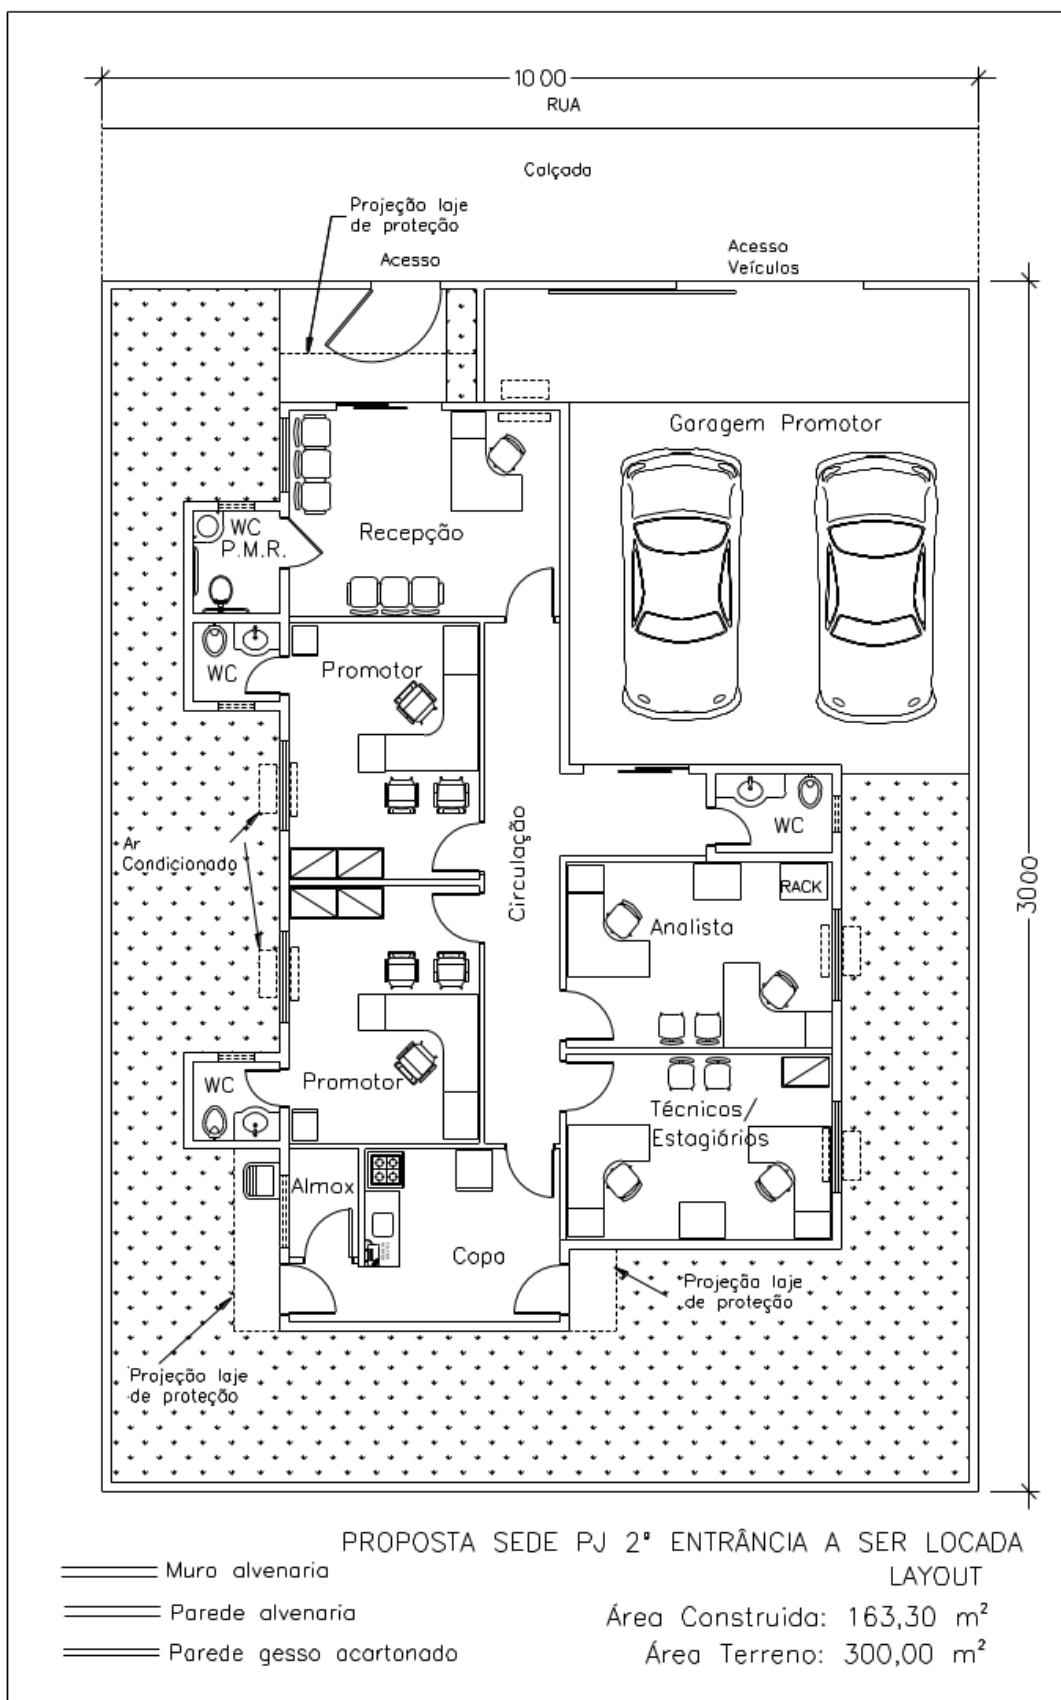 10 00
RUA
Calçada
Projeção laje
de proteção
Acesso
Acesso
Veículos
Garagem Promotor
Recepção
WC
P.M.R.
WC
Promotor
Ar
Condicionado
Circulação
WC
RACK
Analista
3000
WC
Promotor
Técnicos/
Estagiários
Almox
Copa
Projeção laje
de proteção
Projeção laje
de proteção
PROPOSTA SEDE PJ 2ª ENTRÂNCIA A SER LOCADA
LAYOUT
Muro alvenaria
Parede alvenaria
Parede gesso acartonado
Área Construida: 163,30 m²
Área Terreno: 300,00 m²